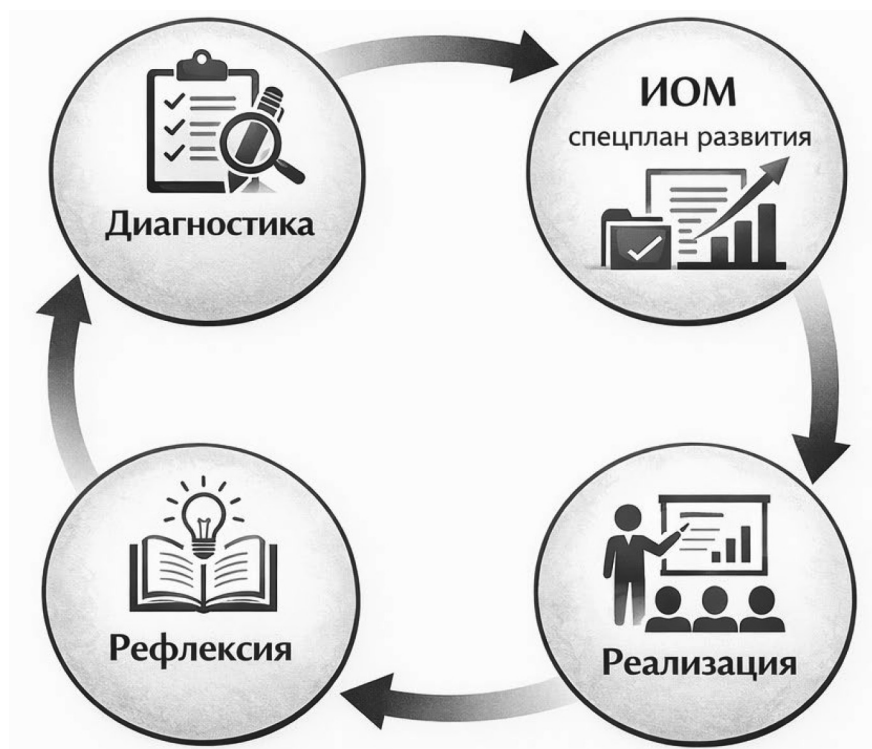 Диагностика
ИОМ
спецплан развития
Реализация
Рефлексия